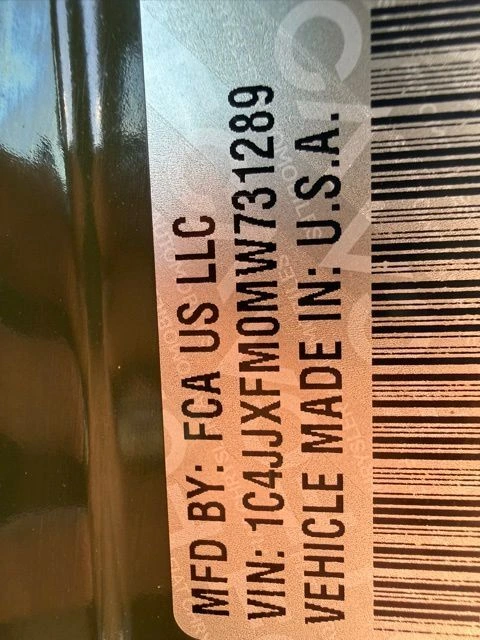 MFD BY: FCA US LLC
VIN: 1C4JJXFM0MW731289
VEHICLE MADE IN: U.S.A.